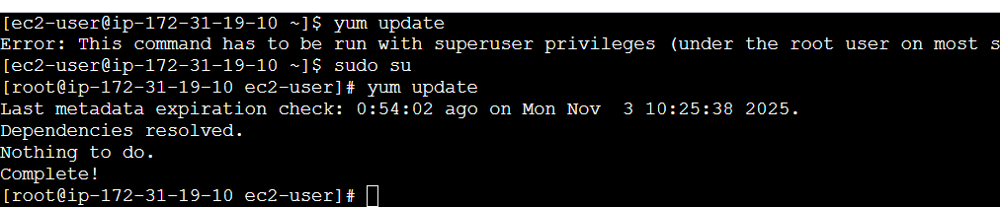 [ec2-user@ip-172-31-19-10 ~]$ yum update
Error: This command has to be run with superuser privileges (under the root user on most s
[ec2-user@ip-172-31-19-10 ~]$ sudo su
[root@ip-172-31-19-10 ec2-user]# yum update
Last metadata expiration check: 0:54:02 ago on Mon Nov  3 10:25:38 2025.
Dependencies resolved.
Nothing to do.
Complete!
[root@ip-172-31-19-10 ec2-user]#